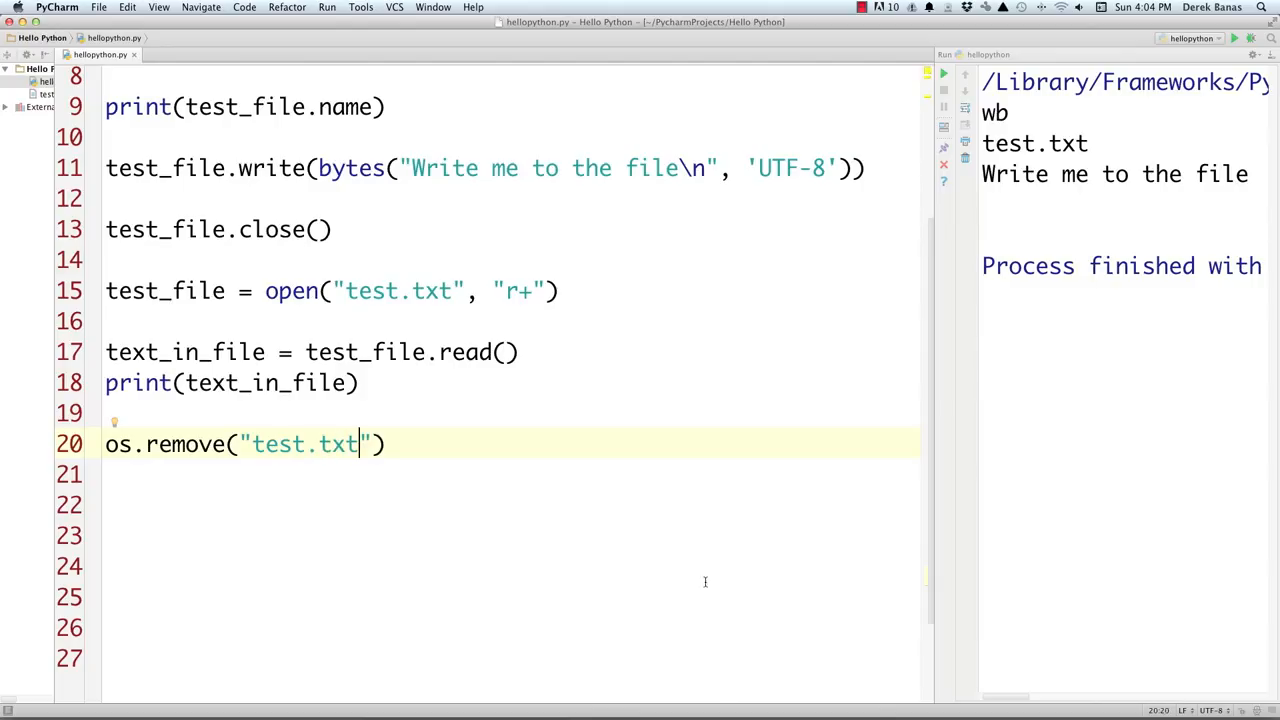 PyCharm File Edit View Navigate Code Refactor Run Tools VCS Window Help 10 Sun 4:04 PM Derek Banas
hellopython.py - Hello Python - [~/PycharmProjects/Hello Python]
Hello Python hellopython.py hellopython
hellopython.py Run hellopython
Hello P
hell
test
Extern
8
9 print(test_file.name)
10
11 test_file.write(bytes("Write me to the file\n", 'UTF-8'))
12
13 test_file.close()
14
15 test_file = open("test.txt", "r+")
16
17 text_in_file = test_file.read()
18 print(text_in_file)
19
20 os.remove("test.txt")
21
22
23
24
25
26
27
/Library/Frameworks/Py
wb
test.txt
Write me to the file
Process finished with
20:20 LF UTF-8